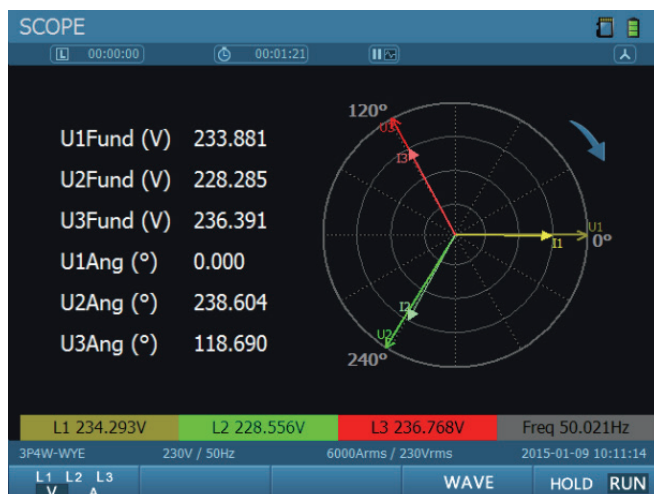 SCOPE
L 00:00:00 00:01:21
120°
U3
I3
U1Fund (V) 233.881
U2Fund (V) 228.285
U3Fund (V) 236.391
U1
I1 0°
U1Ang (°) 0.000
U2Ang (°) 238.604
I2
U3Ang (°) 118.690
U2
240°
L1 234.293V L2 228.556V L3 236.768V Freq 50.021Hz
3P4W-WYE 230V / 50Hz 6000Arms / 230Vrms 2015-01-09 10:11:14
L1 L2 L3
V A WAVE HOLD RUN